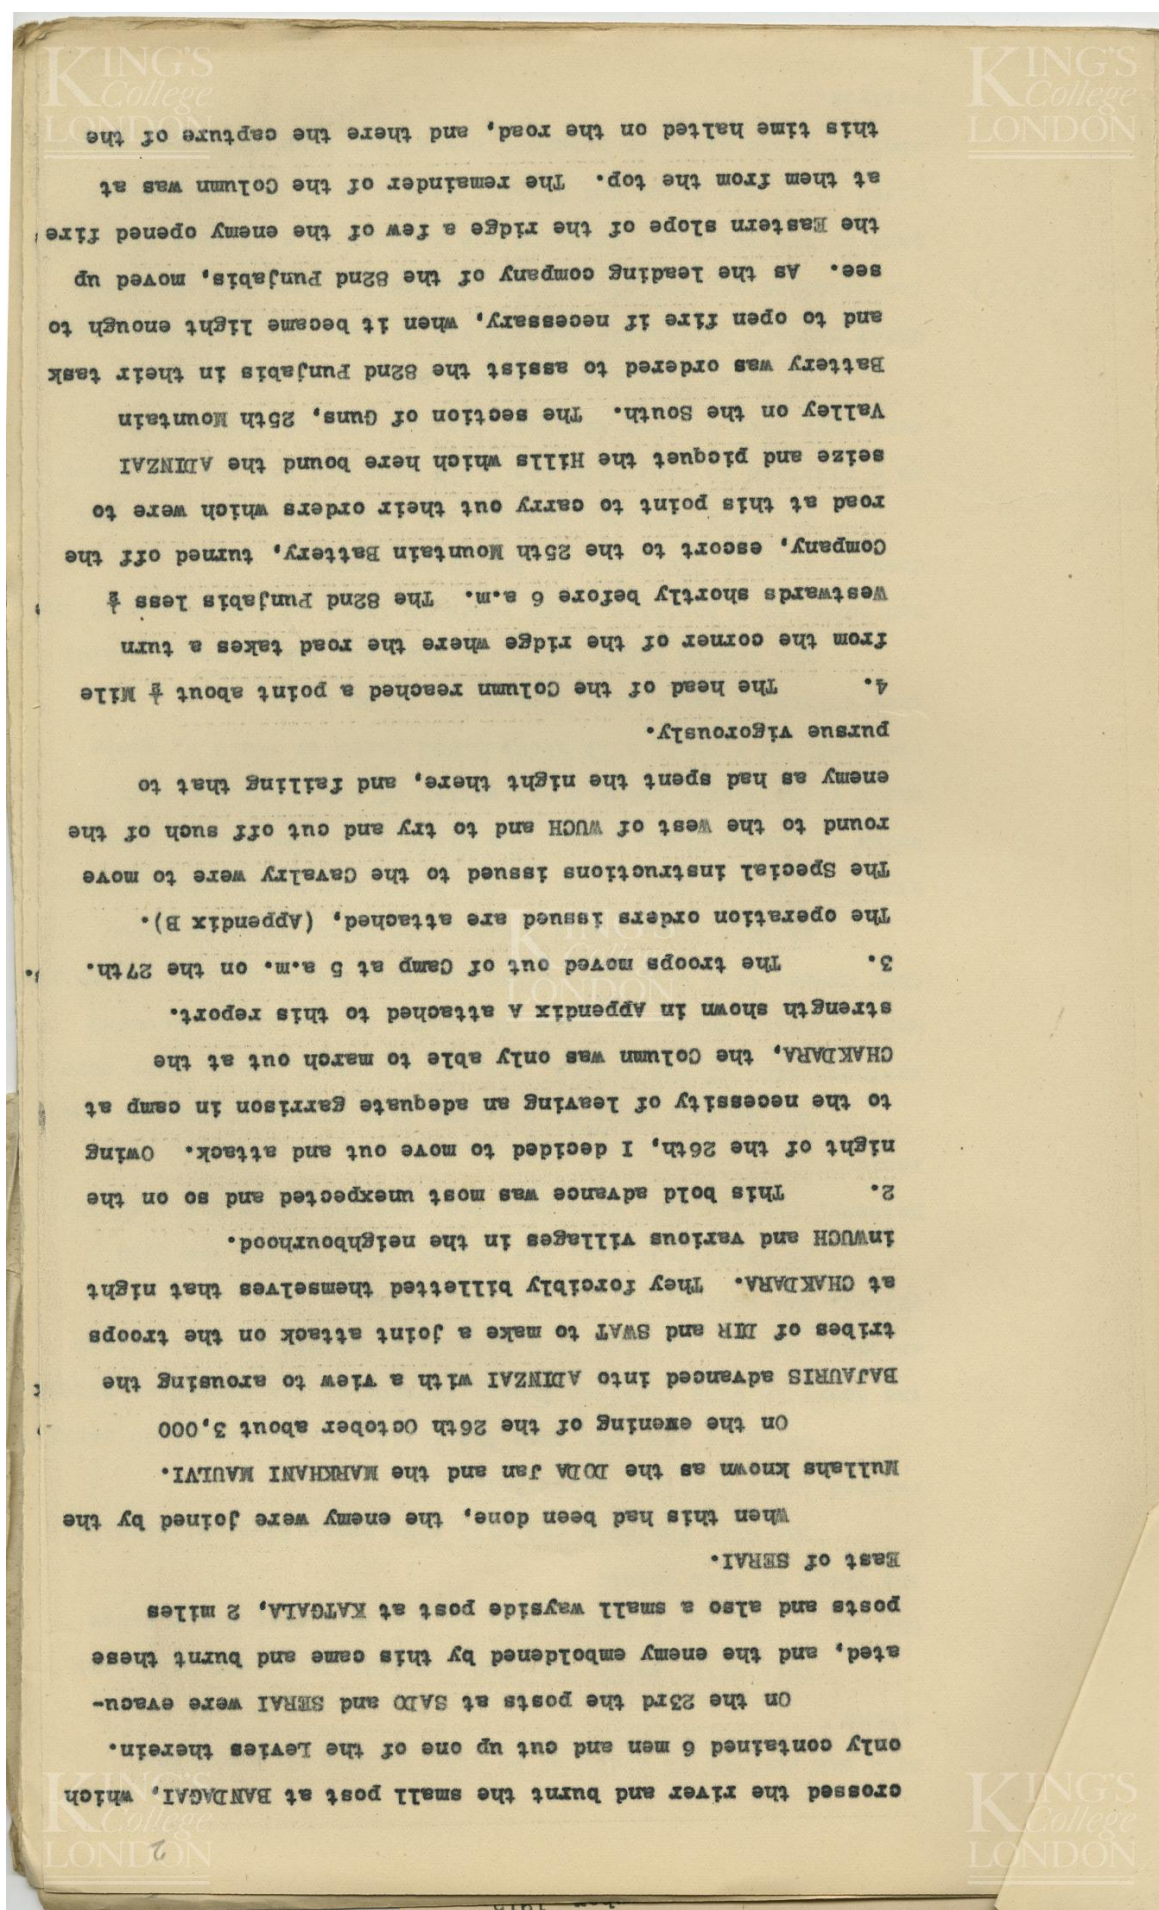 2
crossed the river and burnt the small post at BANDAGAI, which
only contained 6 men and cut up one of the Levies therein.
On the 23rd the posts at SADO and SERAI were evacu-
ated, and the enemy emboldened by this came and burnt these
posts and also a small wayside post at KATGALA, 2 miles
East of SERAI.
When this had been done, the enemy were joined by the
Mullahs known as the DODA Jan and the MARKHANI MAULVI.
On the evening of the 26th October about 3,000
BAJAURIS advanced into ADINZAI with a view to arousing the
tribes of DIR and SWAT to make a joint attack on the troops
at CHAKDARA. They forcibly billetted themselves that night
inWUCH and various villages in the neighbourhood.
2. This bold advance was most unexpected and so on the
night of the 26th, I decided to move out and attack. Owing
to the necessity of leaving an adequate garrison in camp at
CHAKDARA, the Column was only able to march out at the
strength shown in Appendix A attached to this report.
3. The troops moved out of Camp at 5 a.m. on the 27th.
The operation orders issued are attached, (Appendix B).
The Special instructions issued to the Cavalry were to move
round to the West of WUCH and to try and cut off such of the
enemy as had spent the night there, and failing that to
pursue vigorously.
4. The head of the Column reached a point about ½ Mile
from the corner of the ridge where the road takes a turn
Westwards shortly before 6 a.m. The 82nd Punjabis less ½
Company, escort to the 25th Mountain Battery, turned off the
road at this point to carry out their orders which were to
seize and picquet the Hills which here bound the ADINZAI
Valley on the South. The section of Guns, 25th Mountain
Battery was ordered to assist the 82nd Punjabis in their task
and to open fire if necessary, when it became light enough to
see. As the leading company of the 82nd Punjabis, moved up
the Eastern slope of the ridge a few of the enemy opened fire
at them from the top. The remainder of the Column was at
this time halted on the road, and there the capture of the
KING'S College LONDON
KING'S College LONDON
KING'S College LONDON
KING'S College LONDON
KING'S College LONDON